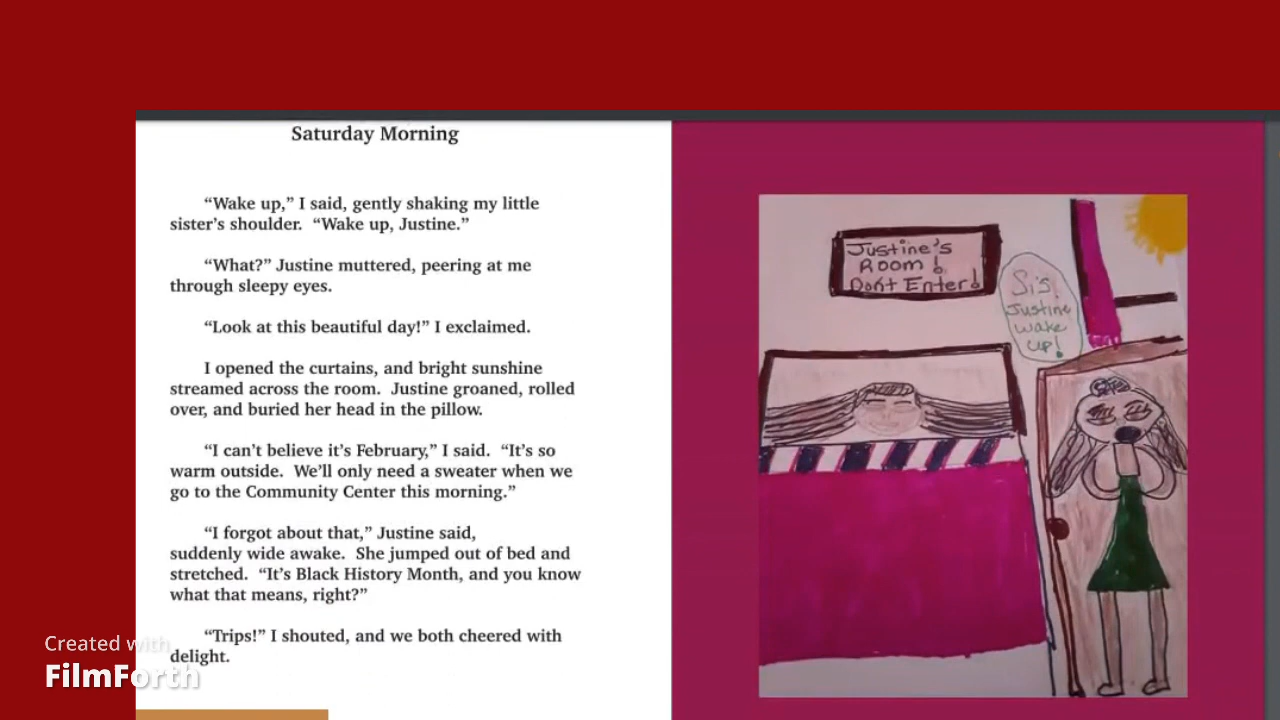 Saturday Morning
“Wake up,” I said, gently shaking my little
sister’s shoulder.  “Wake up, Justine.”
“What?” Justine muttered, peering at me
through sleepy eyes.
“Look at this beautiful day!” I exclaimed.
I opened the curtains, and bright sunshine
streamed across the room.  Justine groaned, rolled
over, and buried her head in the pillow.
“I can’t believe it’s February,” I said.  “It’s so
warm outside.  We’ll only need a sweater when we
go to the Community Center this morning.”
“I forgot about that,” Justine said,
suddenly wide awake.  She jumped out of bed and
stretched.  “It’s Black History Month, and you know
what that means, right?”
“Trips!” I shouted, and we both cheered with
delight.
Justine's
Room!
Don't Enter!
Si's
Justine
wake
up!
Created with
FilmForth